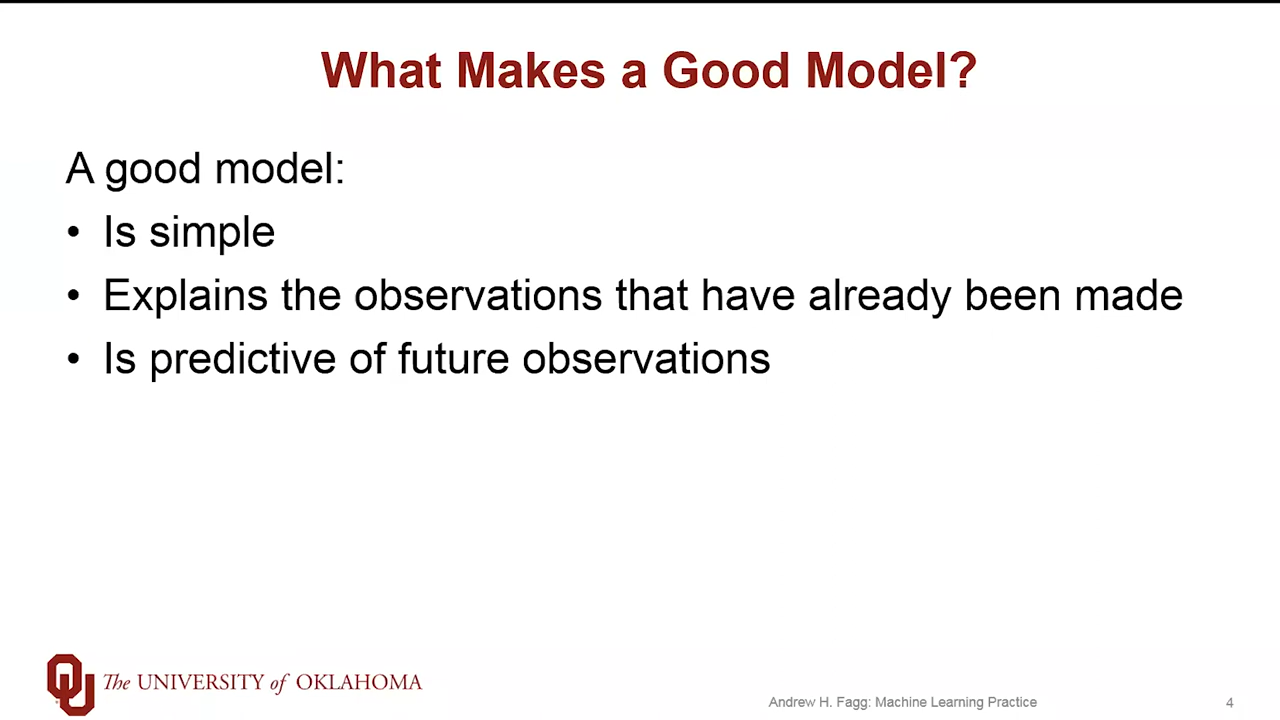 What Makes a Good Model?
A good model:
• Is simple
• Explains the observations that have already been made
• Is predictive of future observations
OU The UNIVERSITY of OKLAHOMA
Andrew H. Fagg: Machine Learning Practice
4